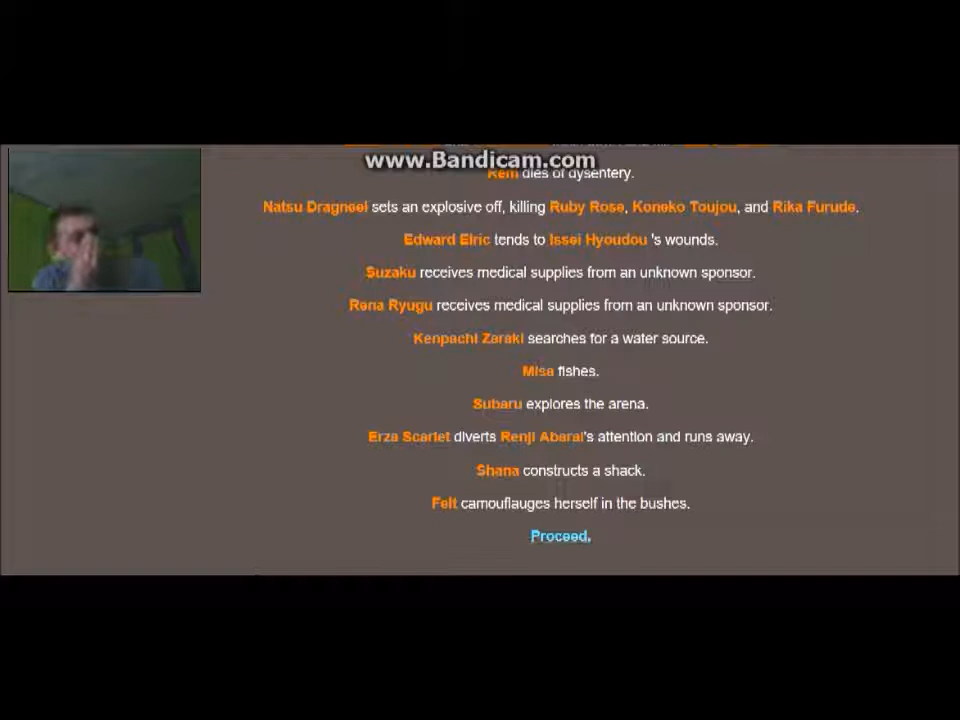 www.Bandicam.com
Rem dies of dysentery.
Natsu Dragneel sets an explosive off, killing Ruby Rose, Koneko Toujou, and Rika Furude.
Edward Elric tends to Issei Hyoudou 's wounds.
Suzaku receives medical supplies from an unknown sponsor.
Rena Ryugu receives medical supplies from an unknown sponsor.
Kenpachi Zaraki searches for a water source.
Misa fishes.
Subaru explores the arena.
Erza Scarlet diverts Renji Abarai's attention and runs away.
Shana constructs a shack.
Felt camouflauges herself in the bushes.
Proceed.